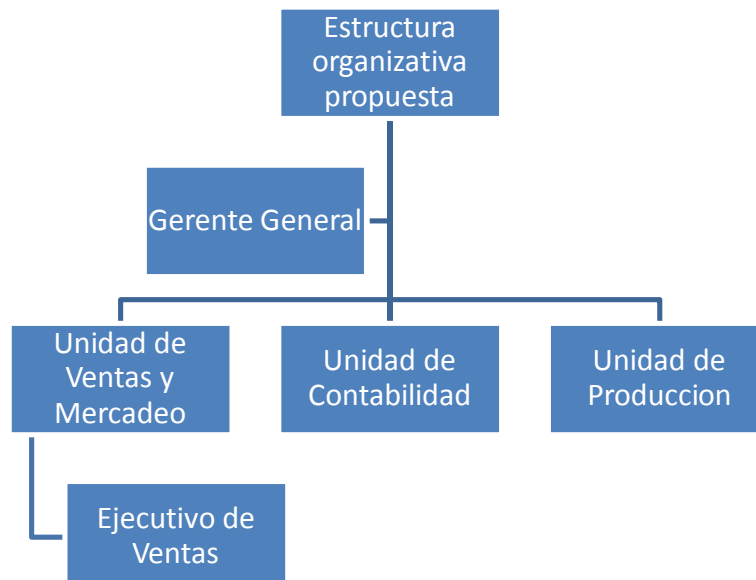 Estructura
organizativa
propuesta
Gerente General
Unidad de
Ventas y
Mercadeo
Unidad de
Contabilidad
Unidad de
Produccion
Ejecutivo de
Ventas